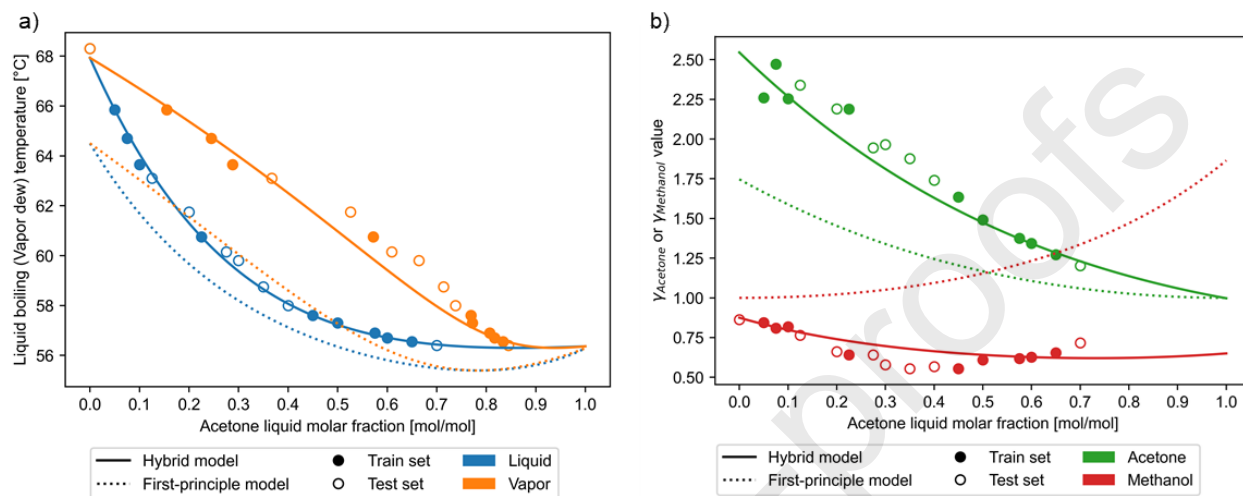 a)
Liquid boiling (Vapor dew) temperature [°C]
68
66
64
62
60
58
56
0.0 0.1 0.2 0.3 0.4 0.5 0.6 0.7 0.8 0.9 1.0
Acetone liquid molar fraction [mol/mol]
Hybrid model Train set Liquid
First-principle model Test set Vapor
b)
γAcetone or γMethanol value
2.50
2.25
2.00
1.75
1.50
1.25
1.00
0.75
0.50
0.0 0.1 0.2 0.3 0.4 0.5 0.6 0.7 0.8 0.9 1.0
Acetone liquid molar fraction [mol/mol]
Hybrid model Train set Acetone
First-principle model Test set Methanol
proofs